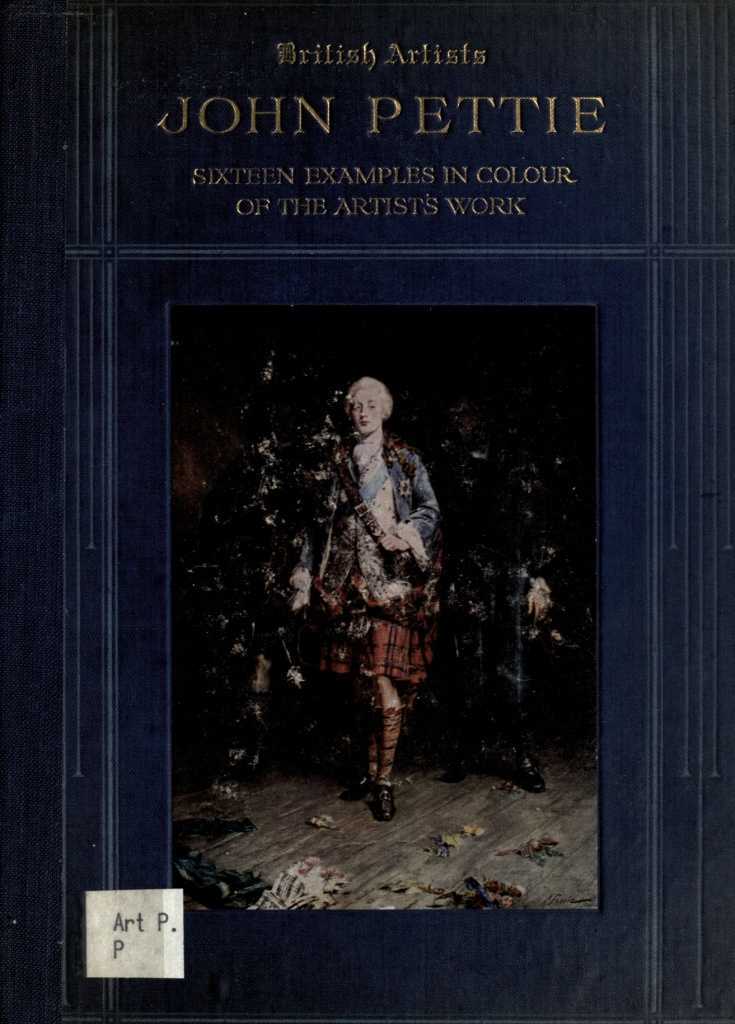 British Artists
JOHN PETTIE
SIXTEEN EXAMPLES IN COLOUR
OF THE ARTIST'S WORK
Art P.
P